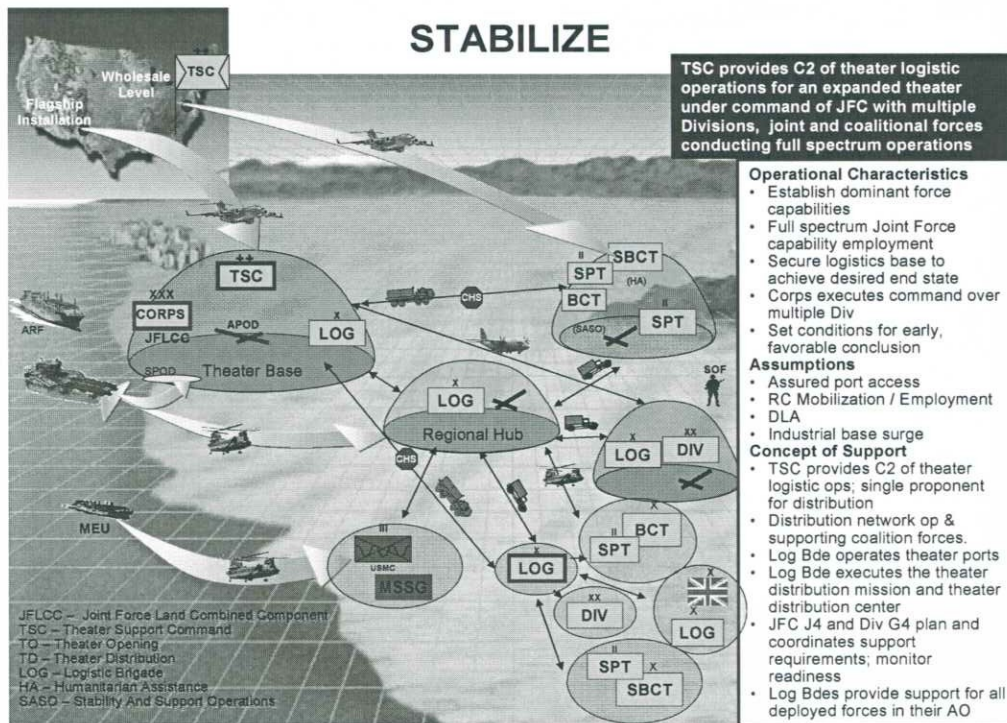 STABILIZE
++
TSC
Wholesale
Level
Flagship
Installation
TSC provides C2 of theater logistic
operations for an expanded theater
under command of JFC with multiple
Divisions, joint and coalitional forces
conducting full spectrum operations
Operational Characteristics
• Establish dominant force
capabilities
• Full spectrum Joint Force
capability employment
• Secure logistics base to
achieve desired end state
• Corps executes command over
multiple Div
• Set conditions for early,
favorable conclusion
Assumptions
• Assured port access
• RC Mobilization / Employment
• DLA
• Industrial base surge
Concept of Support
• TSC provides C2 of theater
logistic ops; single proponent
for distribution
• Distribution network op &
supporting coalition forces.
• Log Bde operates theater ports
• Log Bde executes the theater
distribution mission and theater
distribution center
• JFC J4 and Div G4 plan and
coordinates support
requirements; monitor
readiness
• Log Bdes provide support for all
deployed forces in their AO
++
TSC
XXX
CORPS
JFLCC
APOD
X
LOG
Theater Base
SPOD
ARF
CHS
II
SPT
SBCT
(HA)
BCT
(SASO)
II
SPT
SOF
X
LOG
Regional Hub
CHS
X
LOG
XX
DIV
MEU
III
USMC
MSSG
X
LOG
II
SPT
X
BCT
XX
DIV
X
X
LOG
II
SPT
X
SBCT
JFLCC – Joint Force Land Combined Component
TSC – Theater Support Command
TO – Theater Opening
TD – Theater Distribution
LOG – Logistic Brigade
HA – Humanitarian Assistance
SASO – Stability And Support Operations